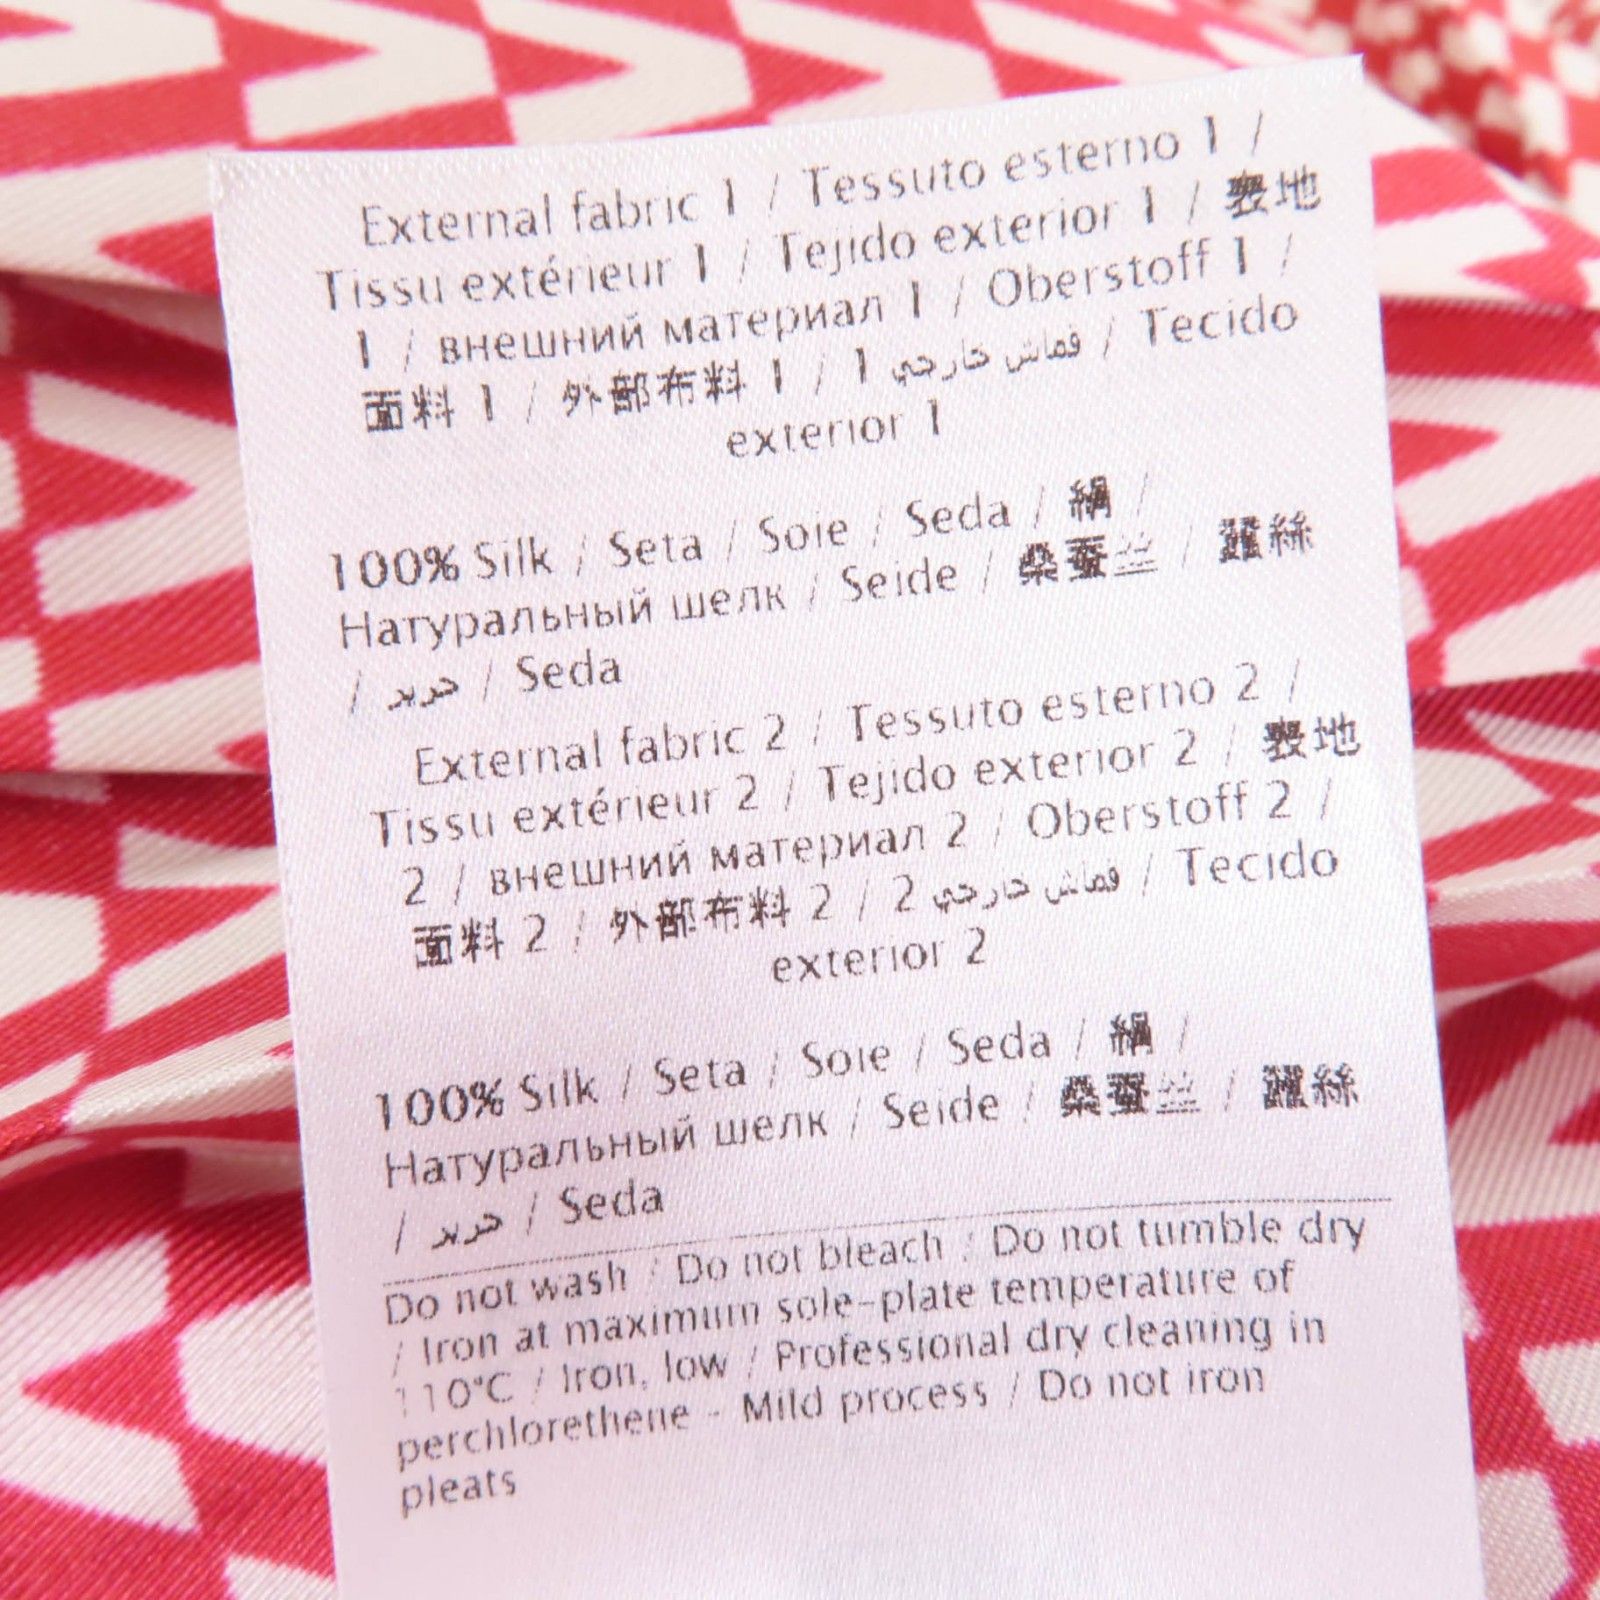 External fabric 1 / Tessuto esterno 1 /
Tissu extérieur 1 / Tejido exterior 1 / 表地
1 / внешний материал 1 / Oberstoff 1 /
面料 1 / 外部布料 1 / 1 قماش خارجي / Tecido
exterior 1
100% Silk / Seta / Soie / Seda / 絹 /
Натуральный шелк / Seide / 桑蚕丝 / 蠶絲
/ حرير / Seda
External fabric 2 / Tessuto esterno 2 /
Tissu extérieur 2 / Tejido exterior 2 / 表地
2 / внешний материал 2 / Oberstoff 2 /
面料 2 / 外部布料 2 / 2 قماش خارجي / Tecido
exterior 2
100% Silk / Seta / Soie / Seda / 絹 /
Натуральный шелк / Seide / 桑蚕丝 / 蠶絲
/ حرير / Seda
Do not wash / Do not bleach / Do not tumble dry
/ Iron at maximum sole-plate temperature of
110°C / Iron, low / Professional dry cleaning in
perchlorethene - Mild process / Do not iron
pleats